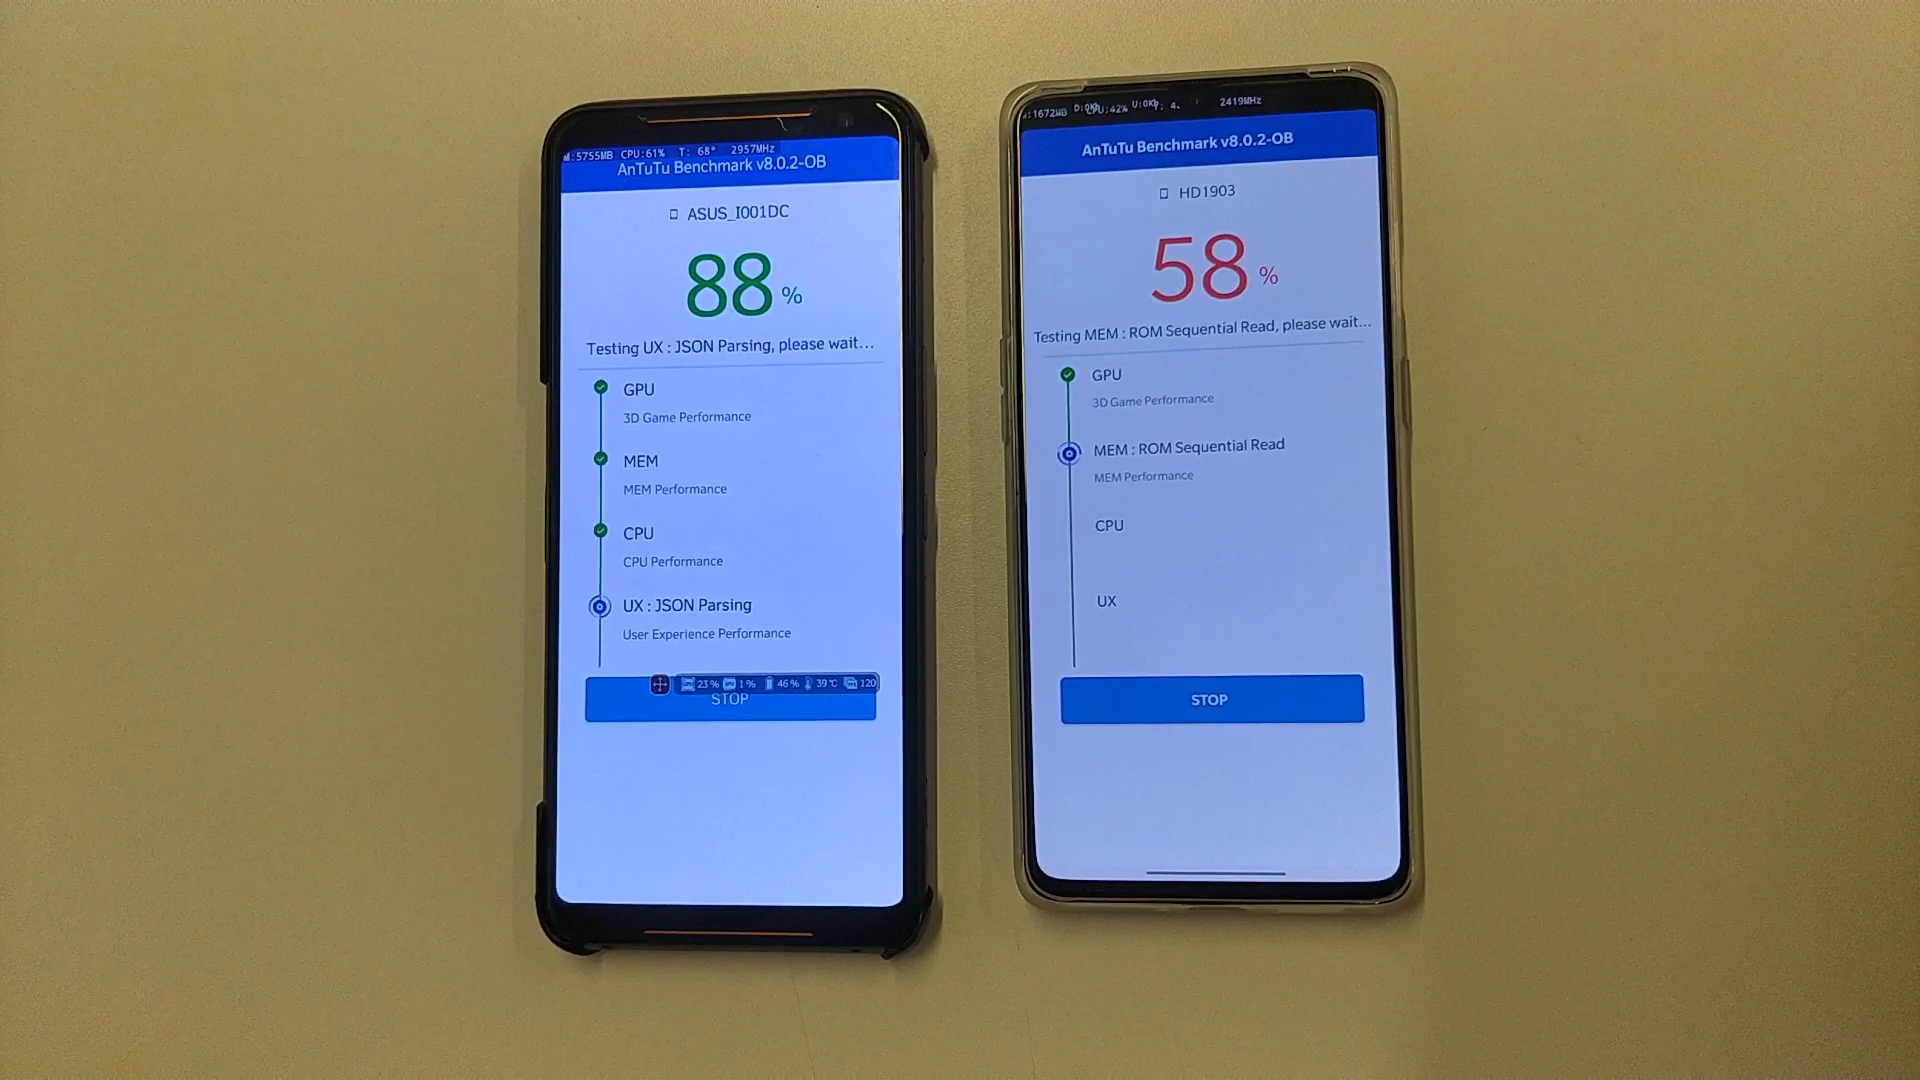 :5755MB CPU:61% T: 68° 2957MHz
AnTuTu Benchmark v8.0.2-OB
ASUS_I001DC
88 %
Testing UX : JSON Parsing, please wait...
GPU
3D Game Performance
MEM
MEM Performance
CPU
CPU Performance
UX : JSON Parsing
User Experience Performance
23 % 1 % 46 % 39 °C 120
STOP
:1672MB D:0Kb CPU:42% U:0Kb 4. 2419MHz
AnTuTu Benchmark v8.0.2-OB
HD1903
58 %
Testing MEM : ROM Sequential Read, please wait...
GPU
3D Game Performance
MEM : ROM Sequential Read
MEM Performance
CPU
UX
STOP